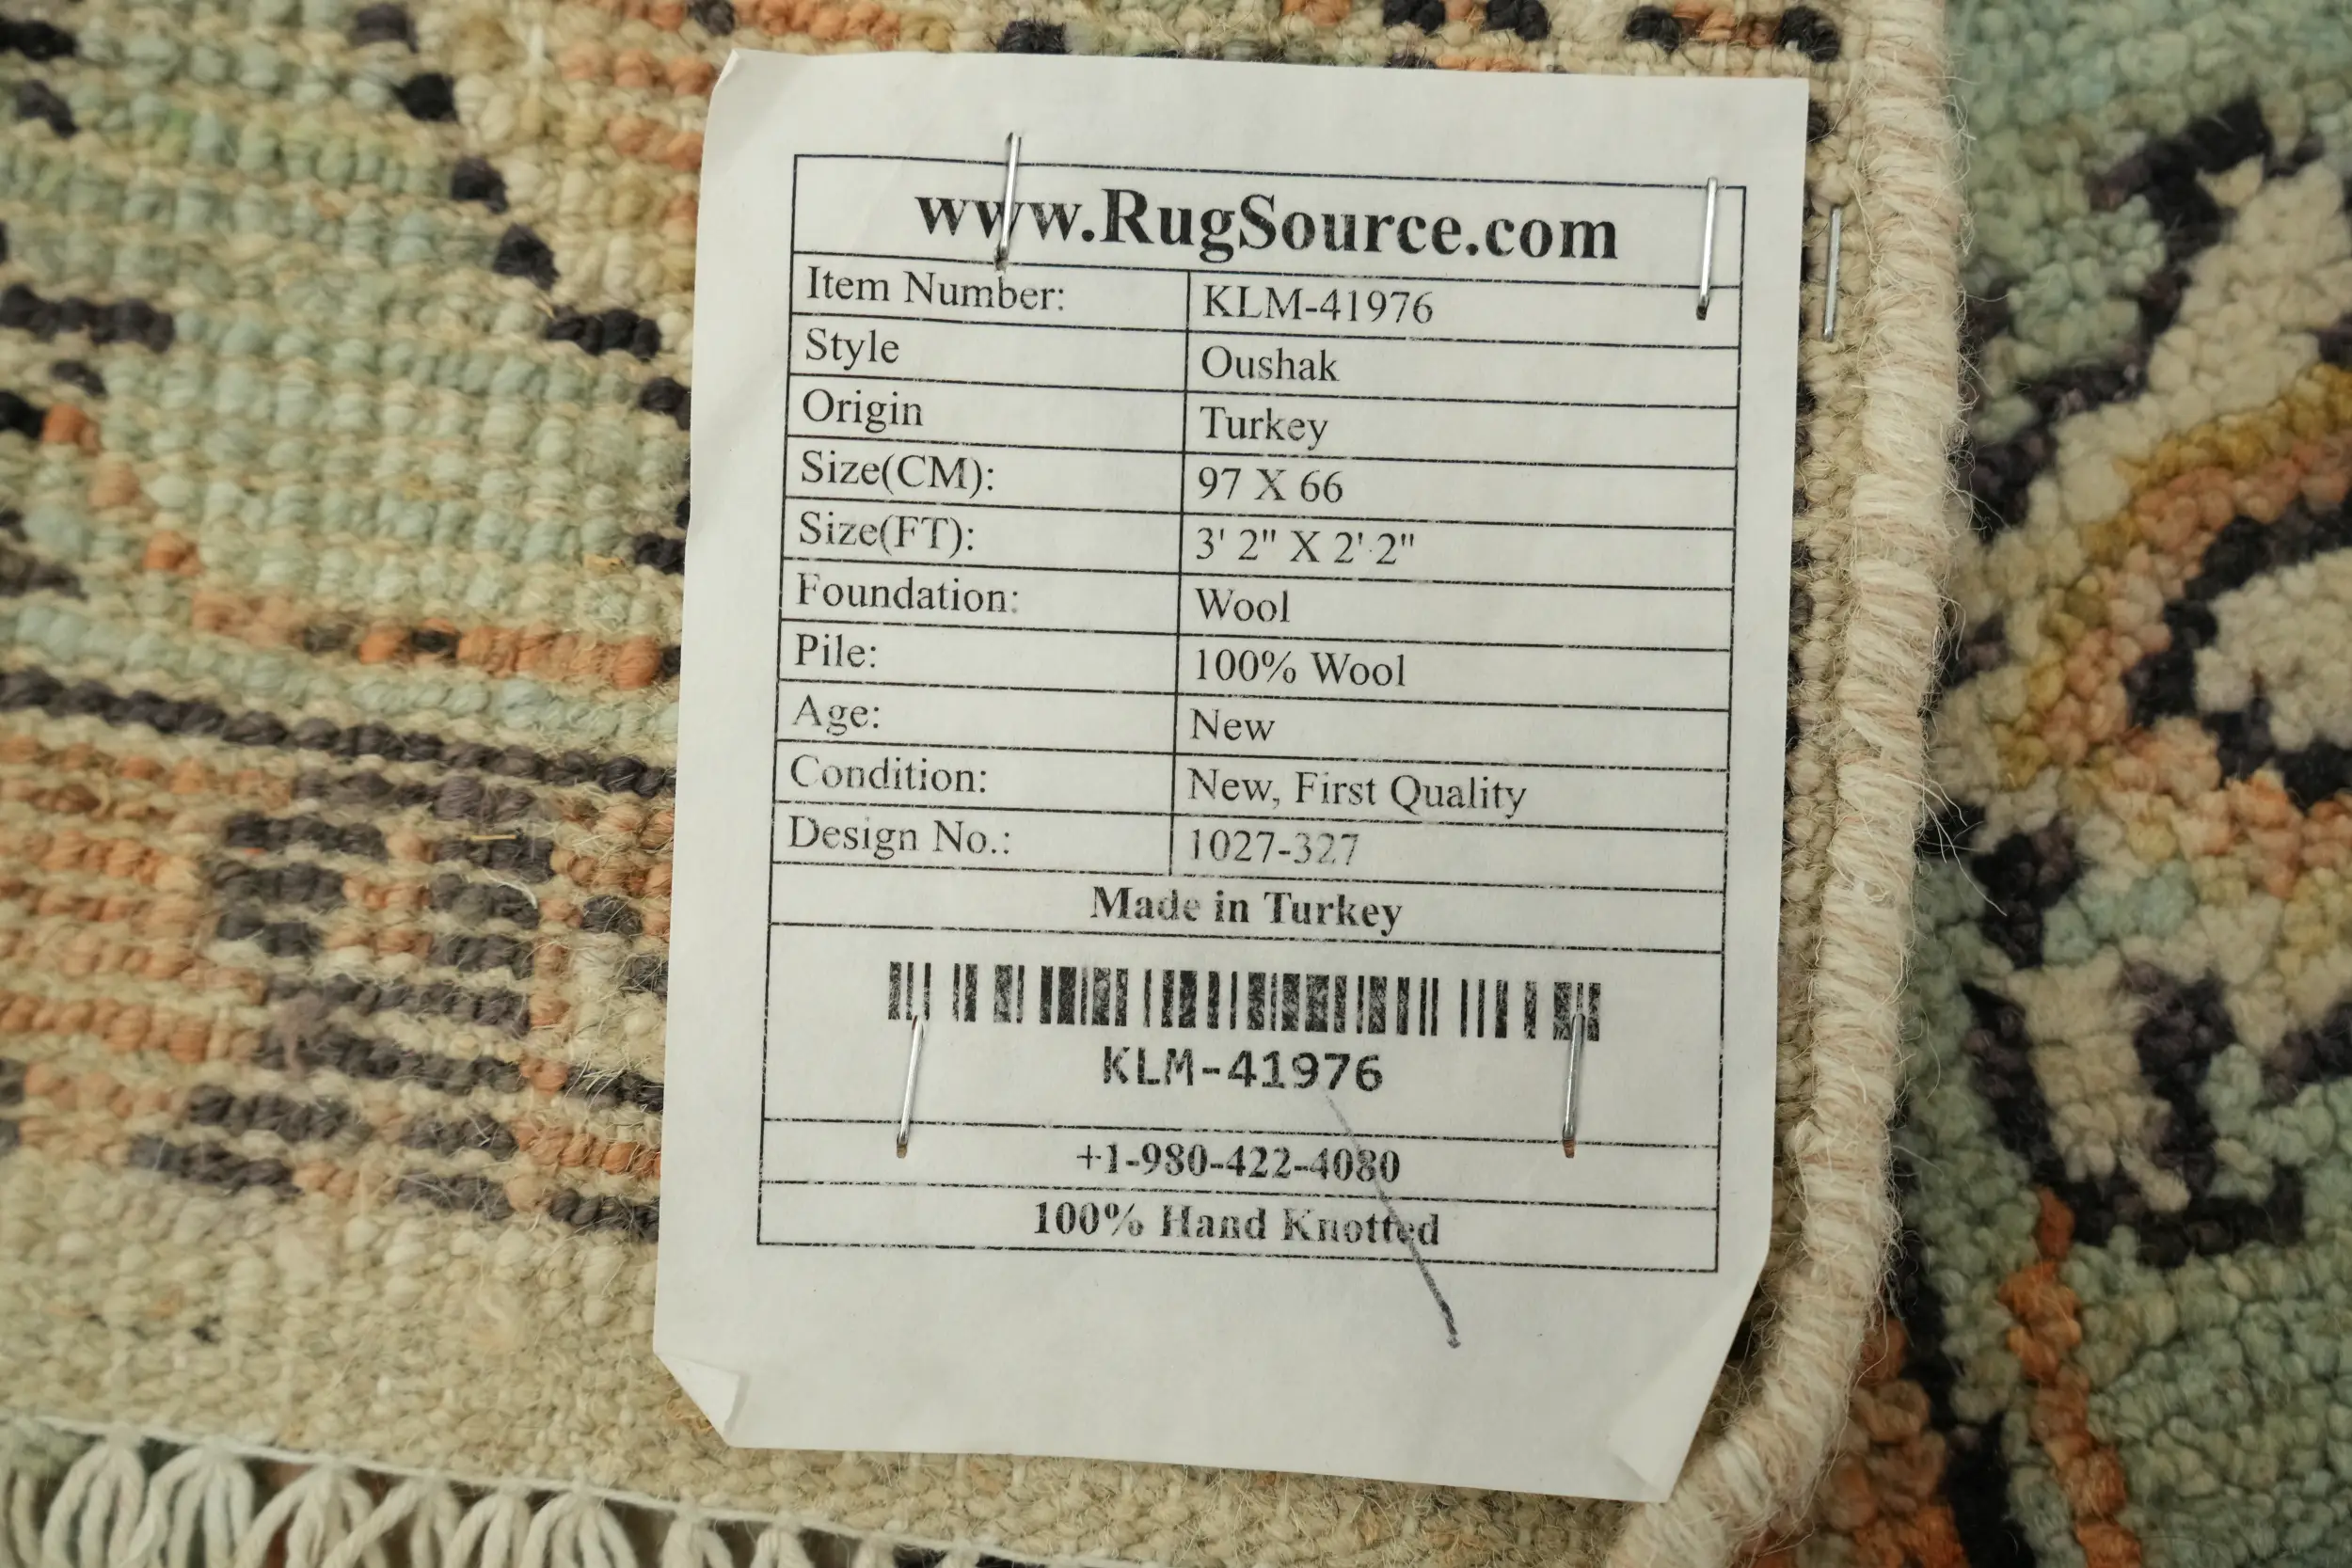 www.RugSource.com
Item Number: KLM-41976
Style Oushak
Origin Turkey
Size(CM): 97 X 66
Size(FT): 3' 2" X 2' 2"
Foundation: Wool
Pile: 100% Wool
Age: New
Condition: New, First Quality
Design No.: 1027-327
Made in Turkey
KLM-41976
+1-980-422-4080
100% Hand Knotted